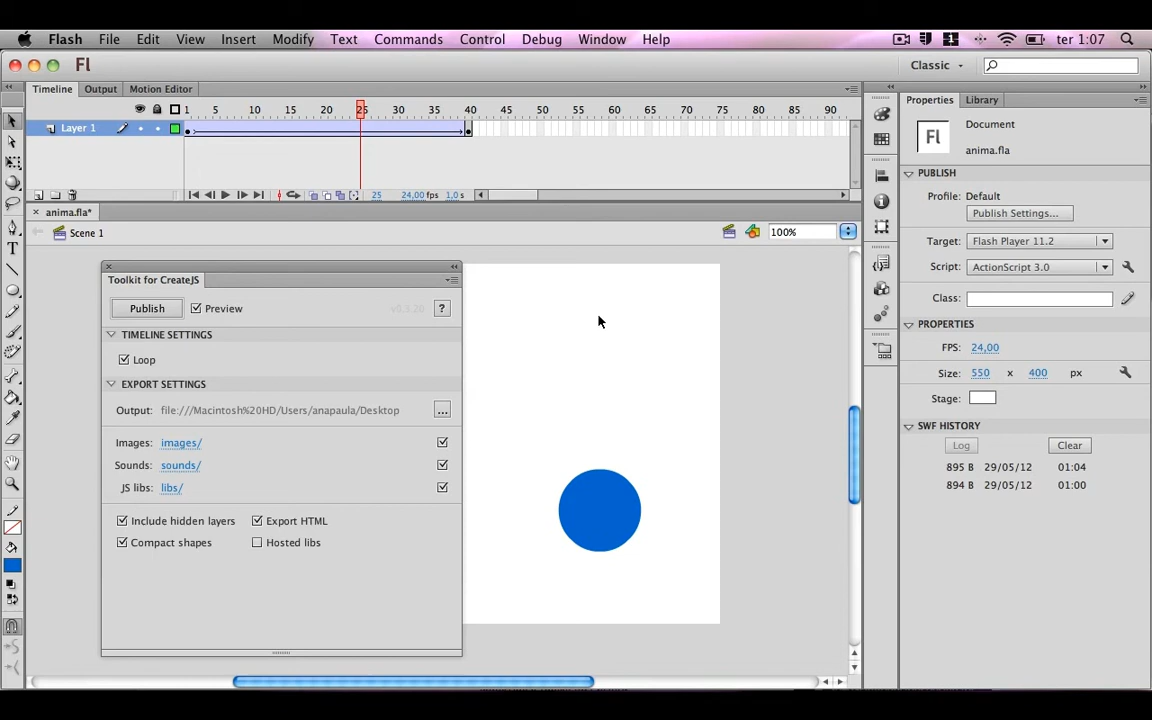 Flash File Edit View Insert Modify Text Commands Control Debug Window Help 1 ter 1:07
Fl Classic
Timeline Output Motion Editor
1 5 10 15 20 25 30 35 40 45 50 55 60 65 70 75 80 85 90
Layer 1
25 24,00 fps 1,0 s
anima.fla*
Scene 1 100%
Toolkit for CreateJS
Publish Preview v0.3.20 ?
TIMELINE SETTINGS
Loop
EXPORT SETTINGS
Output: file:///Macintosh%20HD/Users/anapaula/Desktop ...
Images: images/
Sounds: sounds/
JS libs: libs/
Include hidden layers Export HTML
Compact shapes Hosted libs
Properties Library
Fl Document
anima.fla
PUBLISH
Profile: Default
Publish Settings...
Target: Flash Player 11.2
Script: ActionScript 3.0
Class:
PROPERTIES
FPS: 24,00
Size: 550 x 400 px
Stage:
SWF HISTORY
Log Clear
895 B 29/05/12 01:04
894 B 29/05/12 01:00